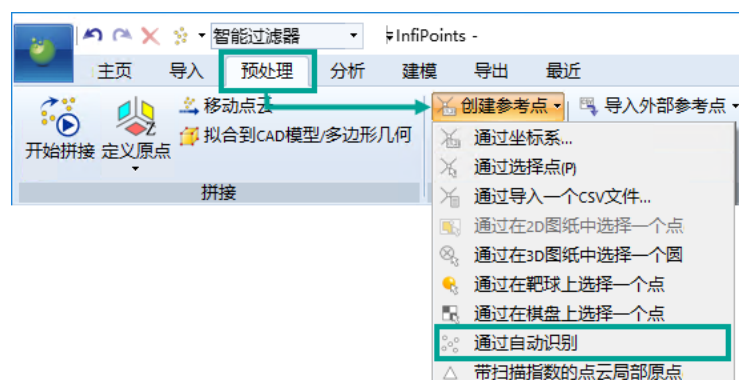 智能过滤器
InfiPoints -
主页 导入 预处理 分析 建模 导出 最近
开始拼接
定义原点
移动点云
拟合到CAD模型/多边形几何
拼接
创建参考点
导入外部参考点
通过坐标系...
通过选择点(P)
通过导入一个CSV文件...
通过在2D图纸中选择一个点
通过在3D图纸中选择一个圆
通过在靶球上选择一个点
通过在棋盘上选择一个点
通过自动识别
带扫描指数的点云局部原点